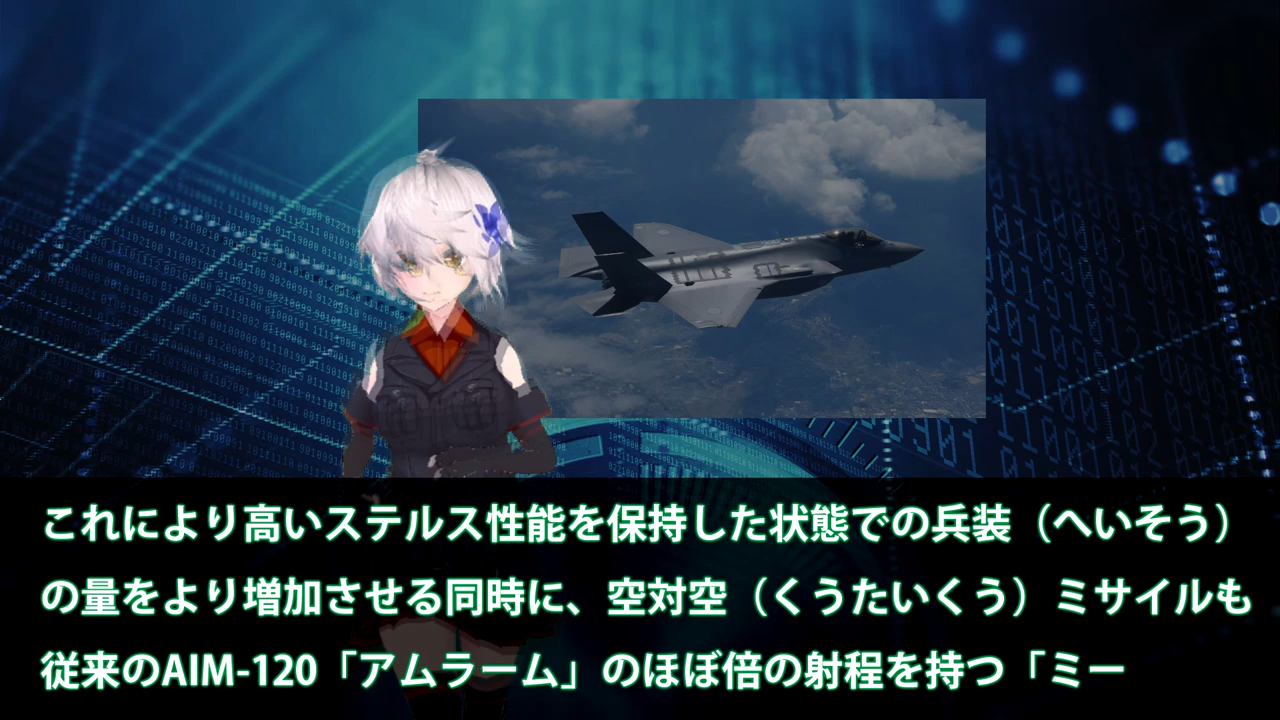 これにより高いステルス性能を保持した状態での兵装（へいそう）
の量をより増加させる同時に、空対空（くうたいくう）ミサイルも
従来のAIM-120「アムラーム」のほぼ倍の射程を持つ「ミー